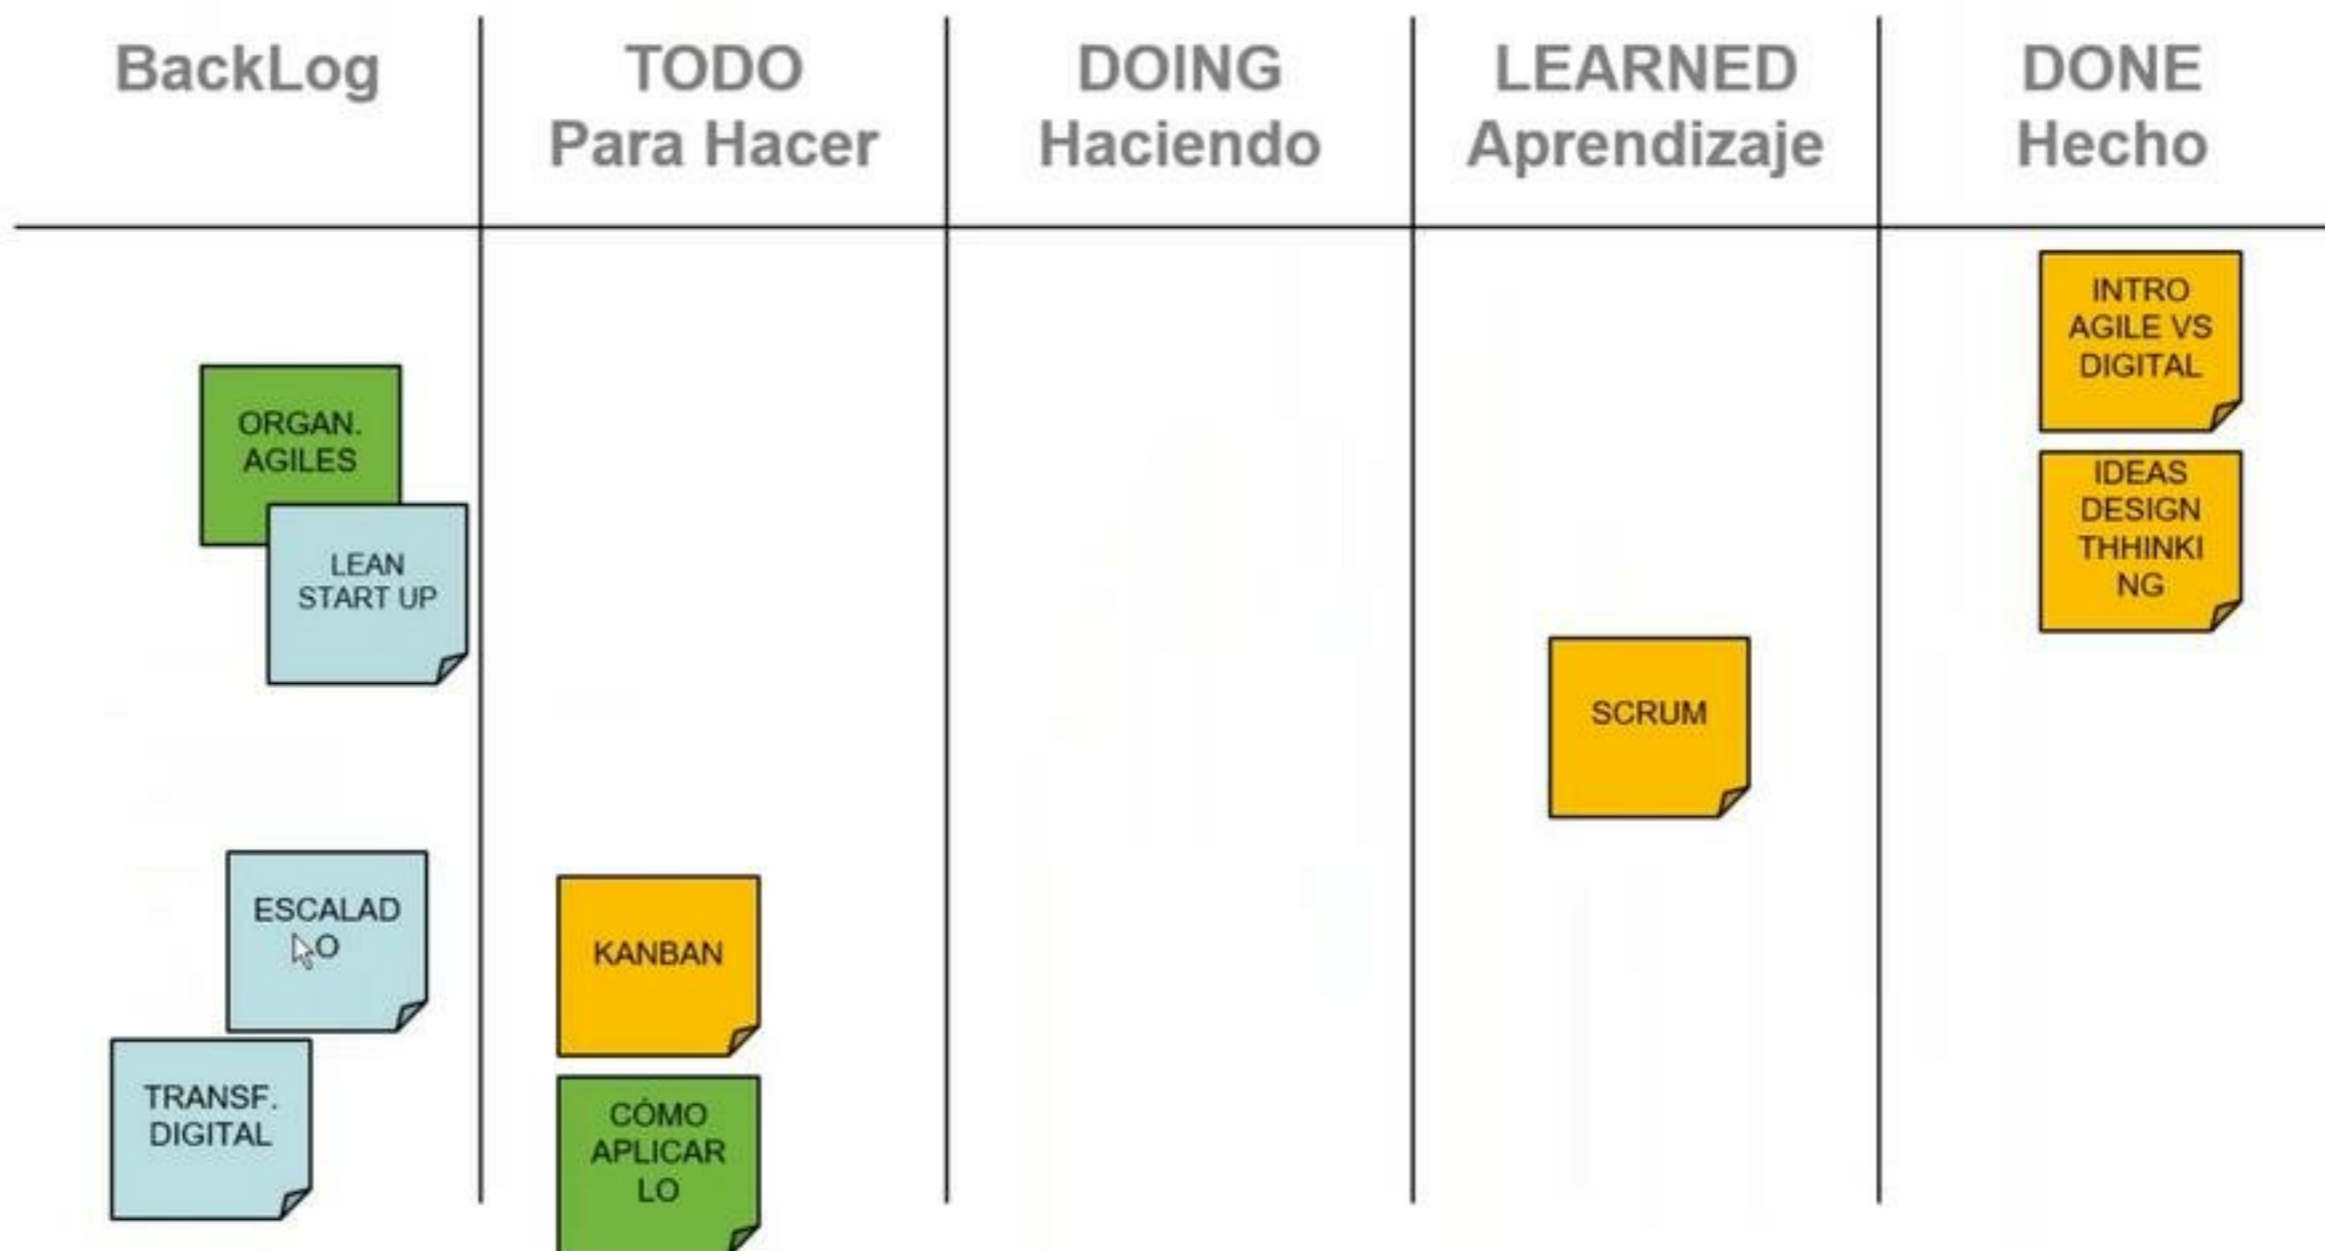 BackLog
TODO
Para Hacer
DOING
Haciendo
LEARNED
Aprendizaje
DONE
Hecho
ORGAN.
AGILES
LEAN
START UP
ESCALAD
O
TRANSF.
DIGITAL
KANBAN
CÓMO
APLICAR
LO
SCRUM
INTRO
AGILE VS
DIGITAL
IDEAS
DESIGN
THHINKI
NG